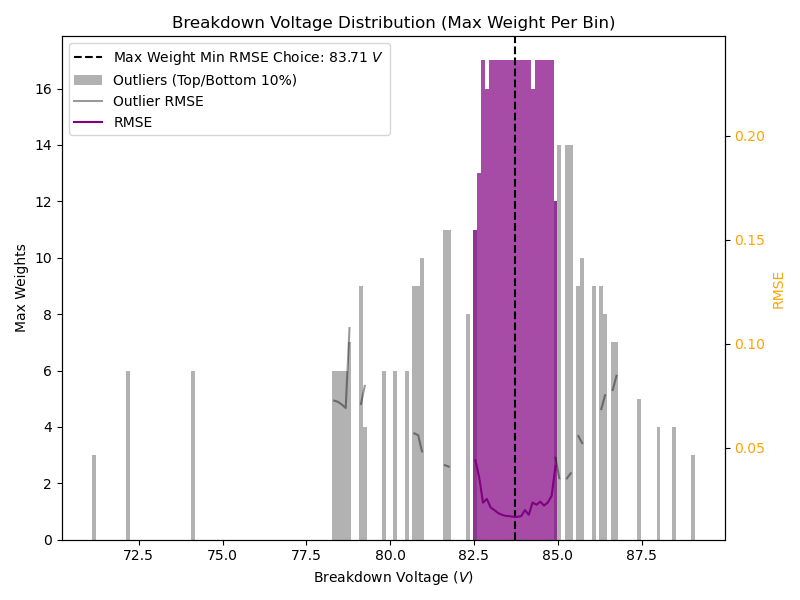 Breakdown Voltage Distribution (Max Weight Per Bin)
Max Weight Min RMSE Choice: 83.71 V
Outliers (Top/Bottom 10%)
Outlier RMSE
RMSE
Max Weights
16
14
12
10
8
6
4
2
0
0.20
0.15
0.10
0.05
RMSE
72.5 75.0 77.5 80.0 82.5 85.0 87.5
Breakdown Voltage (V)